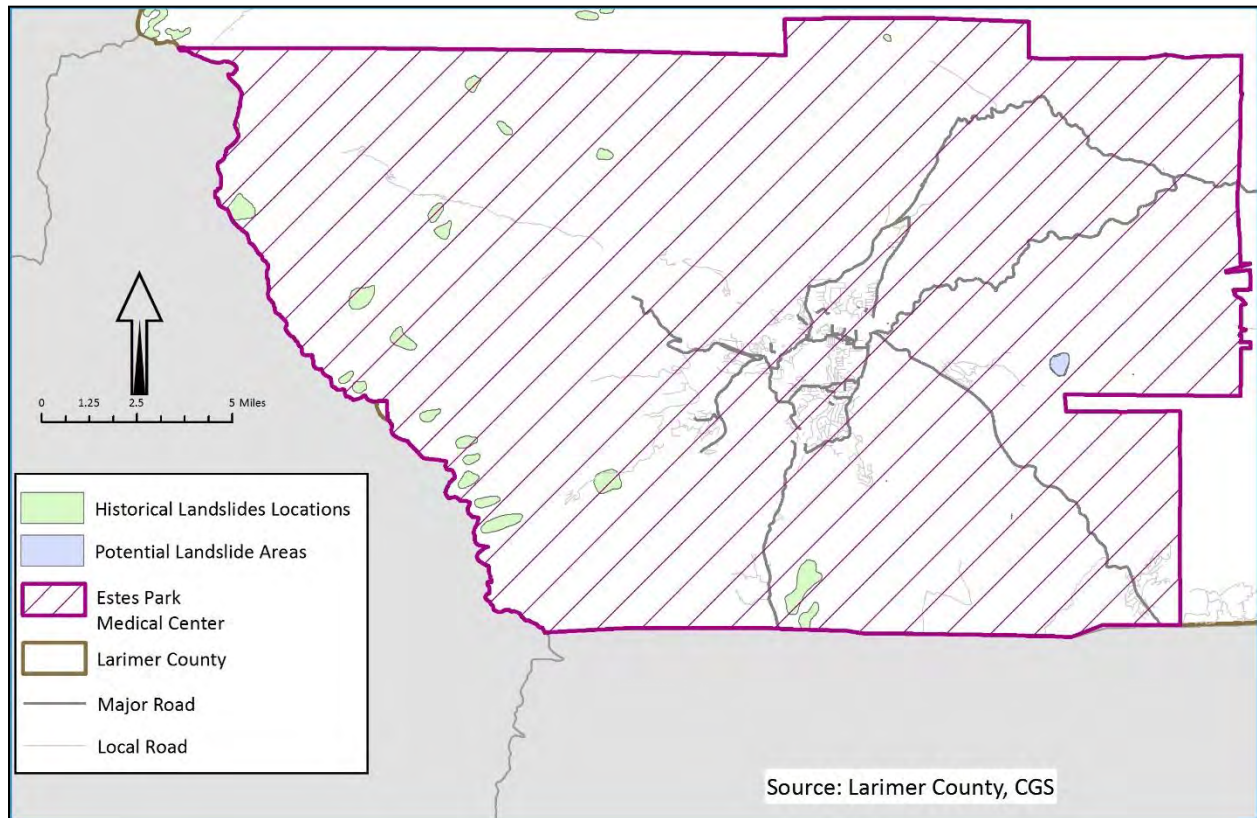 0 1.25 2.5 5 Miles
Historical Landslides Locations
Potential Landslide Areas
Estes Park
Medical Center
Larimer County
Major Road
Local Road
Source: Larimer County, CGS